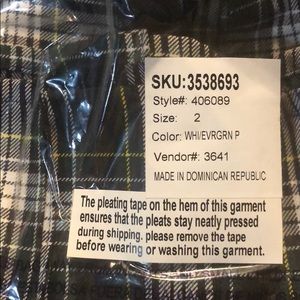 SKU:3538693
Style#: 406089
Size: 2
Color: WHI/EVRGRN P
Vendor#: 3641
MADE IN DOMINICAN REPUBLIC
The pleating tape on the hem of this garment
ensures that the pleats stay neatly pressed
during shipping. please remove the tape
before wearing or washing this garment.